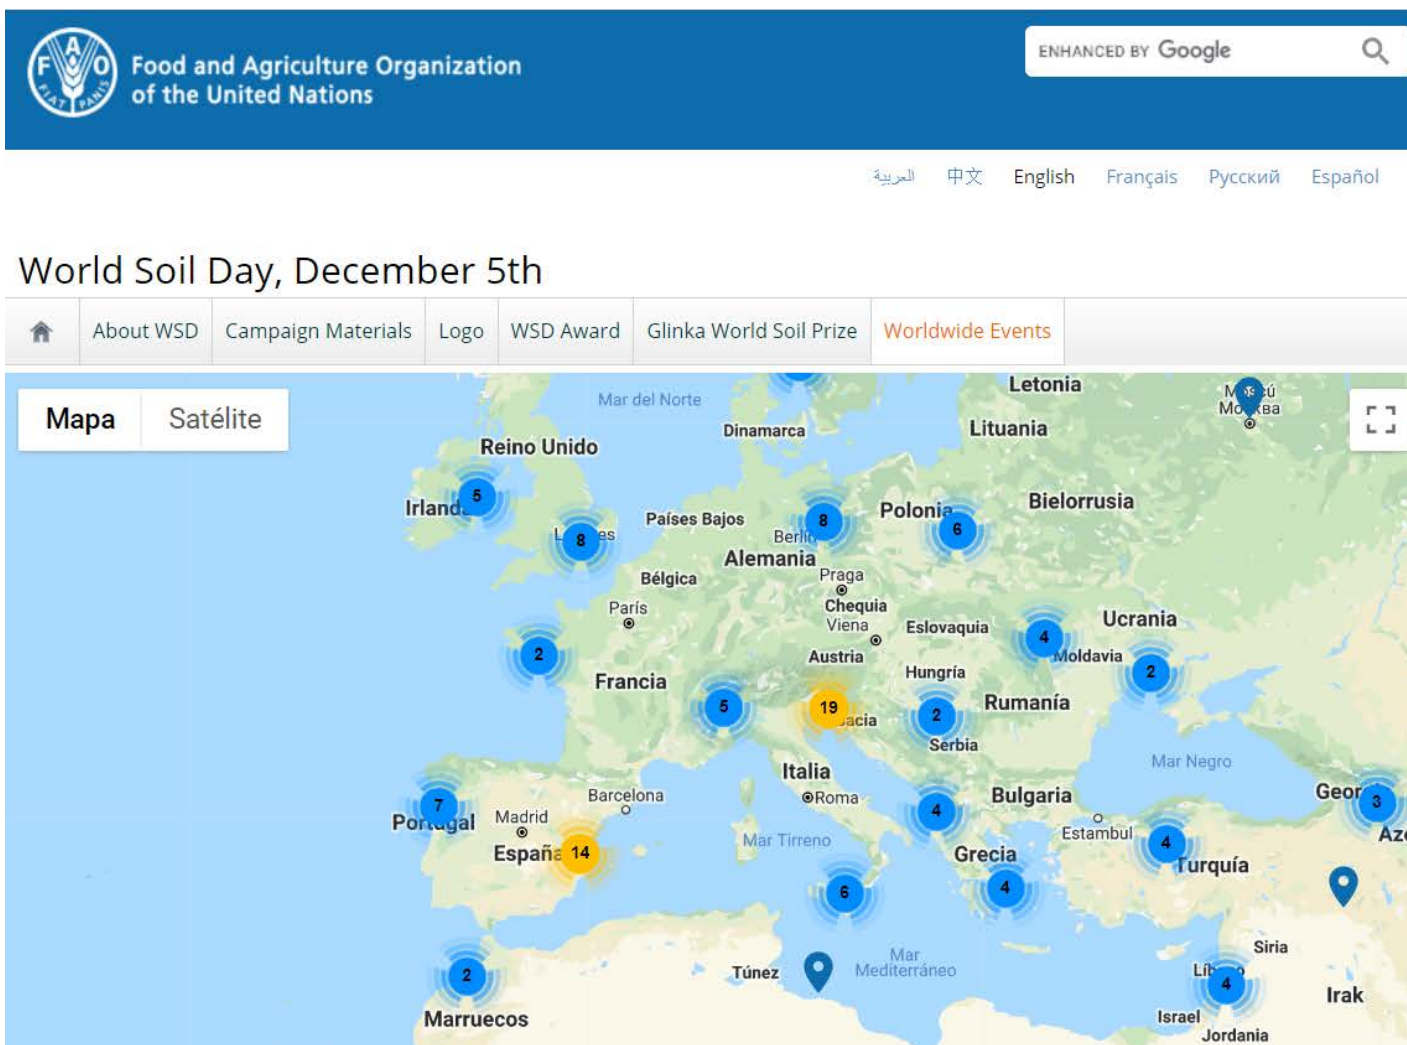 FAO
FIAT PANIS
Food and Agriculture Organization
of the United Nations
ENHANCED BY Google
العربية 中文 English Français Русский Español
World Soil Day, December 5th
About WSD Campaign Materials Logo WSD Award Glinka World Soil Prize Worldwide Events
Mapa Satélite
Mar del Norte
Letonia
Москва
Dinamarca
Lituania
Reino Unido
5
Países Bajos
8
Polonia
6
Bielorrusia
8
Alemania
Bélgica
Praga
París
Chequia
Viena
Eslovaquia
4
Ucrania
2
Austria
Moldavia
Hungría
2
Francia
5
19
2
Rumanía
Serbia
Mar Negro
Italia
Barcelona
Roma
Bulgaria
3
7
Portugal
Madrid
4
Estambul
España
14
Mar Tirreno
Grecia
4
Turquía
6
4
Siria
Túnez
Mar
Mediterráneo
2
4
Irak
Marruecos
Israel
Jordania